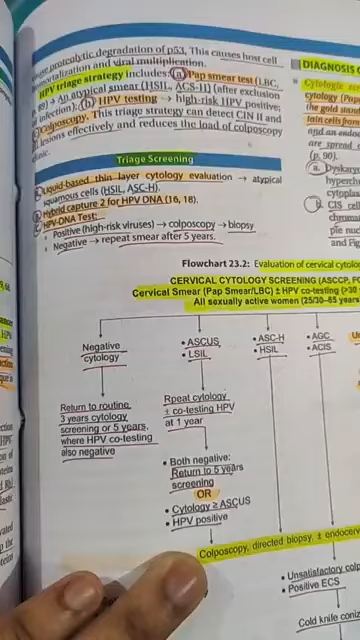 cause proteolytic degradation of p53. This causes host cell
immortalization and viral multiplication.
HPV triage strategy includes: (a) Pap smear test (LBC,
→ An atypical smear (HSIL, ACS-H) (after exclusion
infection); (b) HPV testing → high-risk HPV positive;
Colposcopy. This triage strategy can detect CIN II and
lesions effectively and reduces the load of colposcopy
clinic.
Triage Screening
Liquid-based thin layer cytology evaluation → atypical
squamous cells (HSIL, ASC-H).
Hybrid capture 2 for HPV DNA (16, 18).
HPV-DNA Test:
• Positive (high-risk viruses) → colposcopy → biopsy
• Negative → repeat smear after 5 years.
DIAGNOSIS
Cytologic
cytology (Pap
the gold
tain cells from
and an
are spread
(p. 90).
a. Dyskaryo
hyperch
cytoplas
b. CIS cel
chroma
ple nuc
and Fig
Flowchart 23.2: Evaluation of cervical cytolo
CERVICAL CYTOLOGY SCREENING (ASCCP, FO
Cervical Smear (Pap Smear/LBC) ± HPV co-testing (>30
All sexually active women (25/30–65 years
Negative
cytology
• ASCUS
• LSIL
• ASC-H
• HSIL
• AGC
• ACIS
Return to routine
3 years cytology
screening or 5 years,
where HPV co-testing
also negative
Rpeat cytology
± co-testing HPV
at 1 year
• Both negative:
Return to 5 years
screening
OR
• Cytology ≥ ASCUS
• HPV positive
Colposcopy, directed biopsy, ± endocerv
• Unsatisfactory colp
• Positive ECS
Cold knife coniz